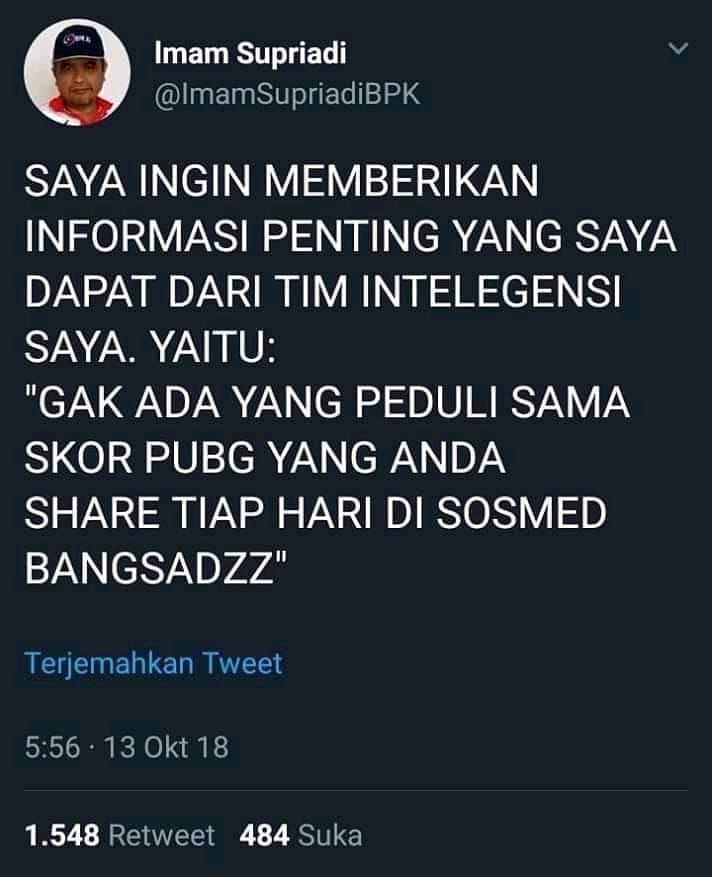 Imam Supriadi
@ImamSupriadiBPK
SAYA INGIN MEMBERIKAN
INFORMASI PENTING YANG SAYA
DAPAT DARI TIM INTELEGENSI
SAYA. YAITU:
"GAK ADA YANG PEDULI SAMA
SKOR PUBG YANG ANDA
SHARE TIAP HARI DI SOSMED
BANGSADZZ"
Terjemahkan Tweet
5:56 · 13 Okt 18
1.548 Retweet 484 Suka